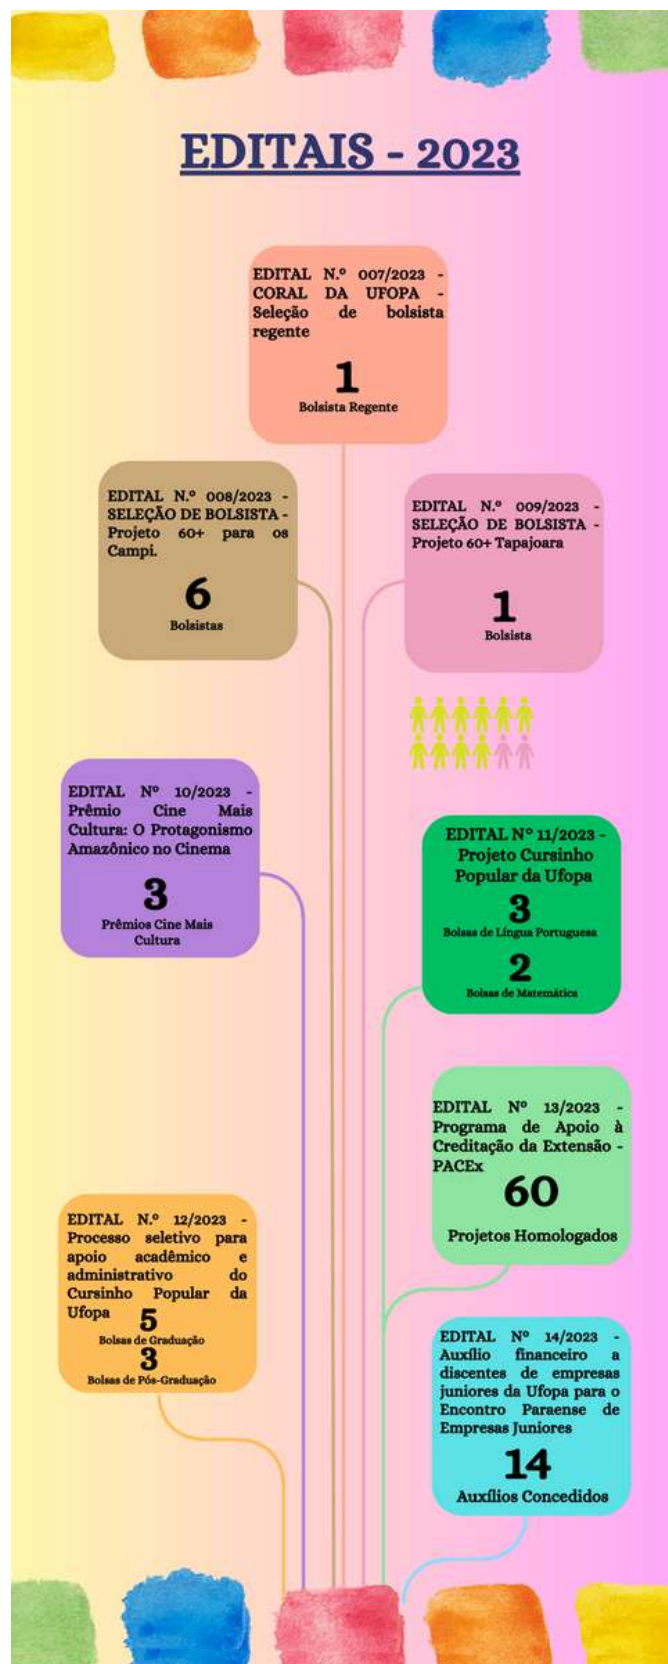 EDITAIS - 2023
EDITAL N.º 007/2023 -
CORAL DA UFOPA -
Seleção de bolsista
regente
1
Bolsista Regente
EDITAL N.º 008/2023 -
SELEÇÃO DE BOLSISTA -
Projeto 60+ para os
Campi.
6
Bolsistas
EDITAL N.º 009/2023 -
SELEÇÃO DE BOLSISTA -
Projeto 60+ Tapajoara
1
Bolsista
EDITAL Nº 10/2023 -
Prêmio Cine Mais
Cultura: O Protagonismo
Amazônico no Cinema
3
Prêmios Cine Mais
Cultura
EDITAL Nº 11/2023 -
Projeto Cursinho
Popular da Ufopa
3
Bolsas de Língua Portuguesa
2
Bolsas de Matemática
EDITAL Nº 13/2023 -
Programa de Apoio à
Creditação da Extensão -
PACEx
60
Projetos Homologados
EDITAL N.º 12/2023 -
Processo seletivo para
apoio acadêmico e
administrativo do
Cursinho Popular da
Ufopa
5
Bolsas de Graduação
3
Bolsas de Pós-Graduação
EDITAL Nº 14/2023 -
Auxílio financeiro a
discentes de empresas
juniores da Ufopa para o
Encontro Paraense de
Empresas Juniores
14
Auxílios Concedidos